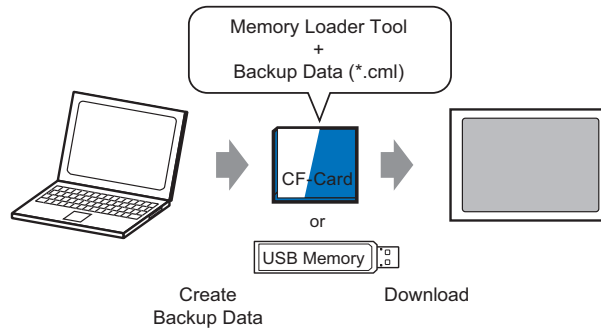 Memory Loader Tool
+
Backup Data (*.cml)
CF-Card
or
USB Memory
Create
Backup Data
Download